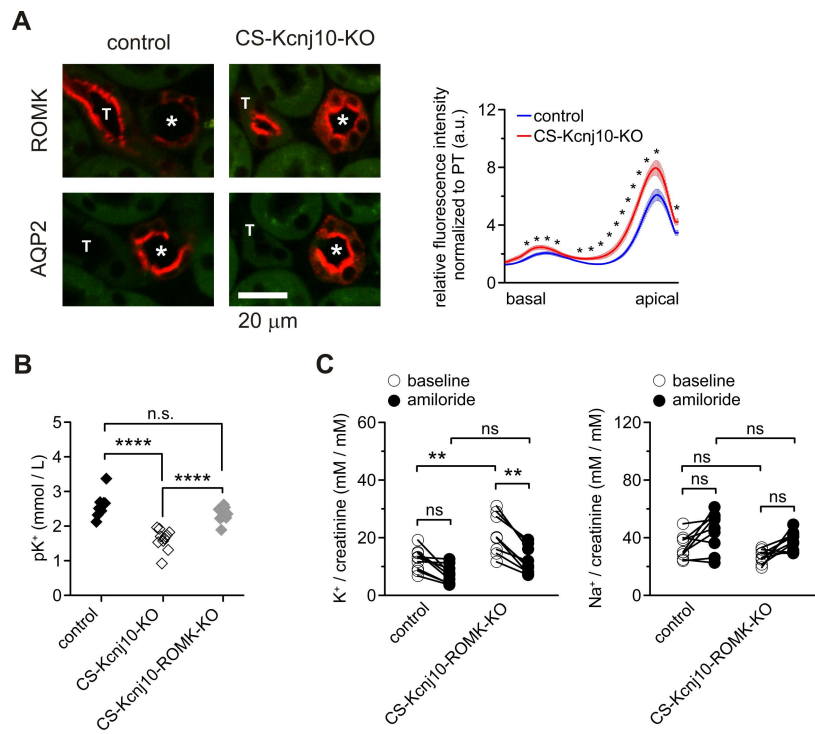 A
control
CS-Kcnj10-KO
ROMK
T
*
T
*
AQP2
T
*
T
*
20 μm
relative fluorescence intensity
normalized to PT (a.u.)
12
8
4
0
control
CS-Kcnj10-KO
* * * * * * * * * * * * * * *
basal
apical
B
pK⁺ (mmol / L)
5
4
3
2
1
0
n.s.
****
****
control
CS-Kcnj10-KO
CS-Kcnj10-ROMK-KO
C
baseline
amiloride
K⁺ / creatinine (mM / mM)
60
40
20
0
ns
**
**
ns
control
CS-Kcnj10-ROMK-KO
baseline
amiloride
Na⁺ / creatinine (mM / mM)
120
80
40
0
ns
ns
ns
ns
control
CS-Kcnj10-ROMK-KO